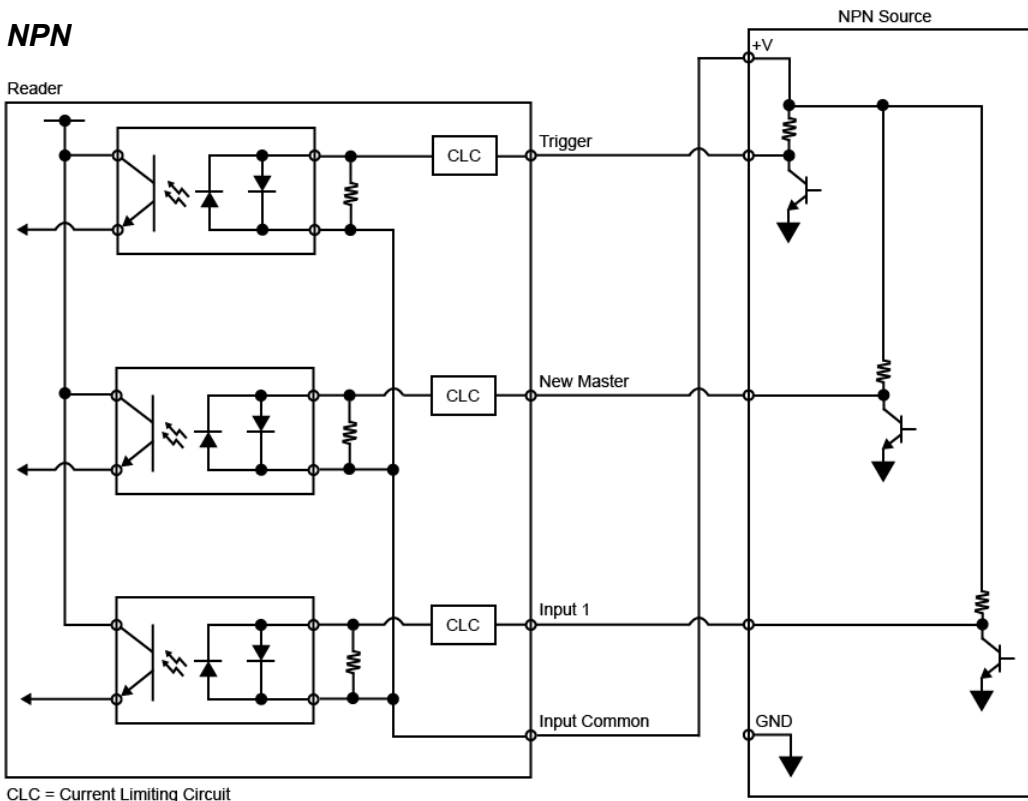 NPN
NPN Source
+V
Reader
CLC
Trigger
CLC
New Master
CLC
Input 1
Input Common
GND
CLC = Current Limiting Circuit